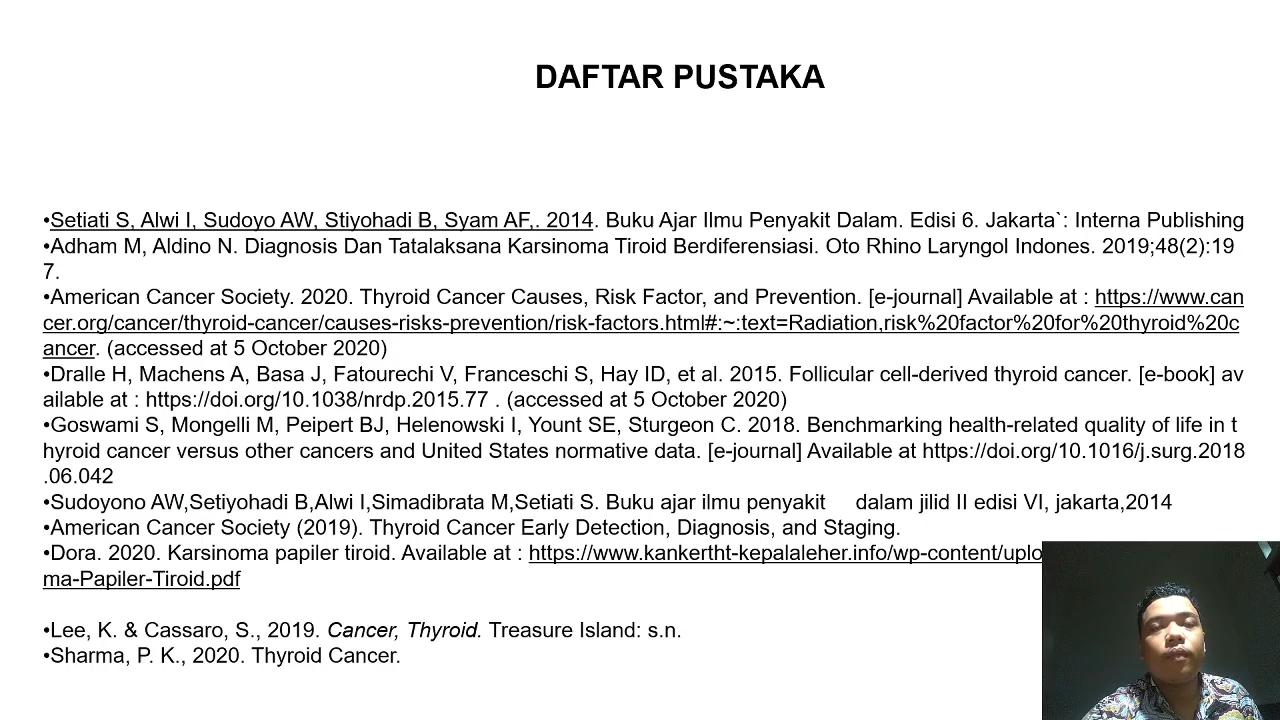 DAFTAR PUSTAKA
•Setiati S, Alwi I, Sudoyo AW, Stiyohadi B, Syam AF,. 2014. Buku Ajar Ilmu Penyakit Dalam. Edisi 6. Jakarta`: Interna Publishing
•Adham M, Aldino N. Diagnosis Dan Tatalaksana Karsinoma Tiroid Berdiferensiasi. Oto Rhino Laryngol Indones. 2019;48(2):19
7.
•American Cancer Society. 2020. Thyroid Cancer Causes, Risk Factor, and Prevention. [e-journal] Available at : https://www.can
cer.org/cancer/thyroid-cancer/causes-risks-prevention/risk-factors.html#:~:text=Radiation,risk%20factor%20for%20thyroid%20c
ancer. (accessed at 5 October 2020)
•Dralle H, Machens A, Basa J, Fatourechi V, Franceschi S, Hay ID, et al. 2015. Follicular cell-derived thyroid cancer. [e-book] av
ailable at : https://doi.org/10.1038/nrdp.2015.77 . (accessed at 5 October 2020)
•Goswami S, Mongelli M, Peipert BJ, Helenowski I, Yount SE, Sturgeon C. 2018. Benchmarking health-related quality of life in t
hyroid cancer versus other cancers and United States normative data. [e-journal] Available at https://doi.org/10.1016/j.surg.2018
.06.042
•Sudoyono AW,Setiyohadi B,Alwi I,Simadibrata M,Setiati S. Buku ajar ilmu penyakit dalam jilid II edisi VI, jakarta,2014
•American Cancer Society (2019). Thyroid Cancer Early Detection, Diagnosis, and Staging.
•Dora. 2020. Karsinoma papiler tiroid. Available at : https://www.kankertht-kepalaleher.info/wp-content/uplo
ma-Papiler-Tiroid.pdf
•Lee, K. & Cassaro, S., 2019. Cancer, Thyroid. Treasure Island: s.n.
•Sharma, P. K., 2020. Thyroid Cancer.